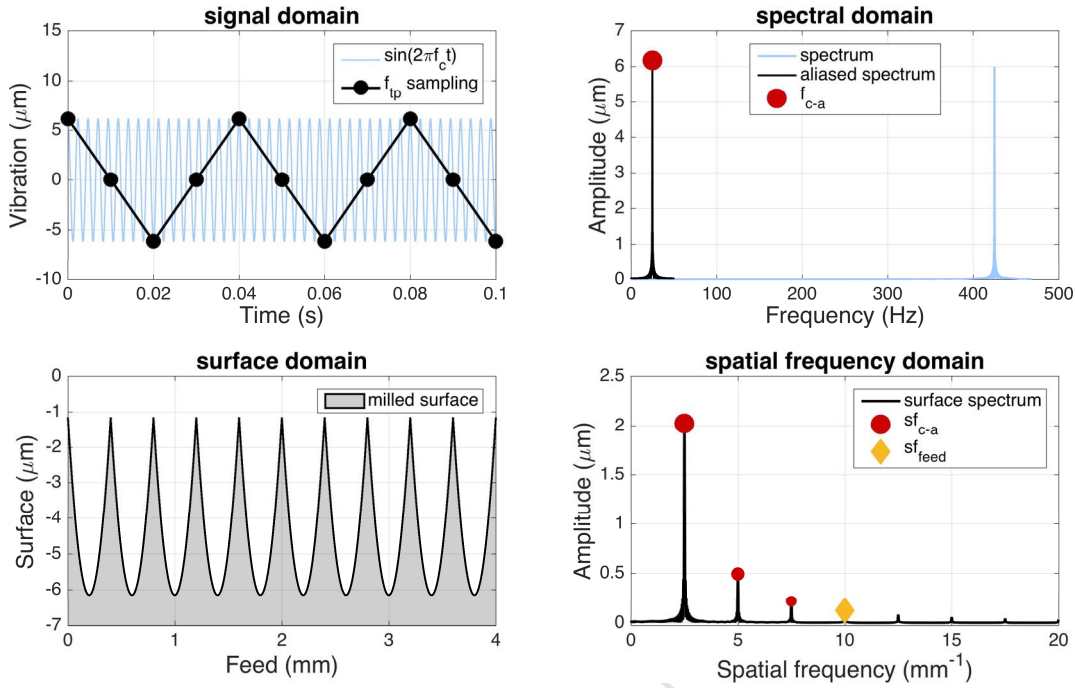 signal domain
15
10
5
0
-5
-10
Vibration (μm)
sin(2πf_c t)
f_tp sampling
0 0.02 0.04 0.06 0.08 0.1
Time (s)
spectral domain
7
6
5
4
3
2
1
0
Amplitude (μm)
spectrum
aliased spectrum
f_c-a
0 100 200 300 400 500
Frequency (Hz)
surface domain
0
-1
-2
-3
-4
-5
-6
-7
Surface (μm)
milled surface
0 1 2 3 4
Feed (mm)
spatial frequency domain
2.5
2
1.5
1
0.5
0
Amplitude (μm)
surface spectrum
sf_c-a
sf_feed
0 5 10 15 20
Spatial frequency (mm⁻¹)